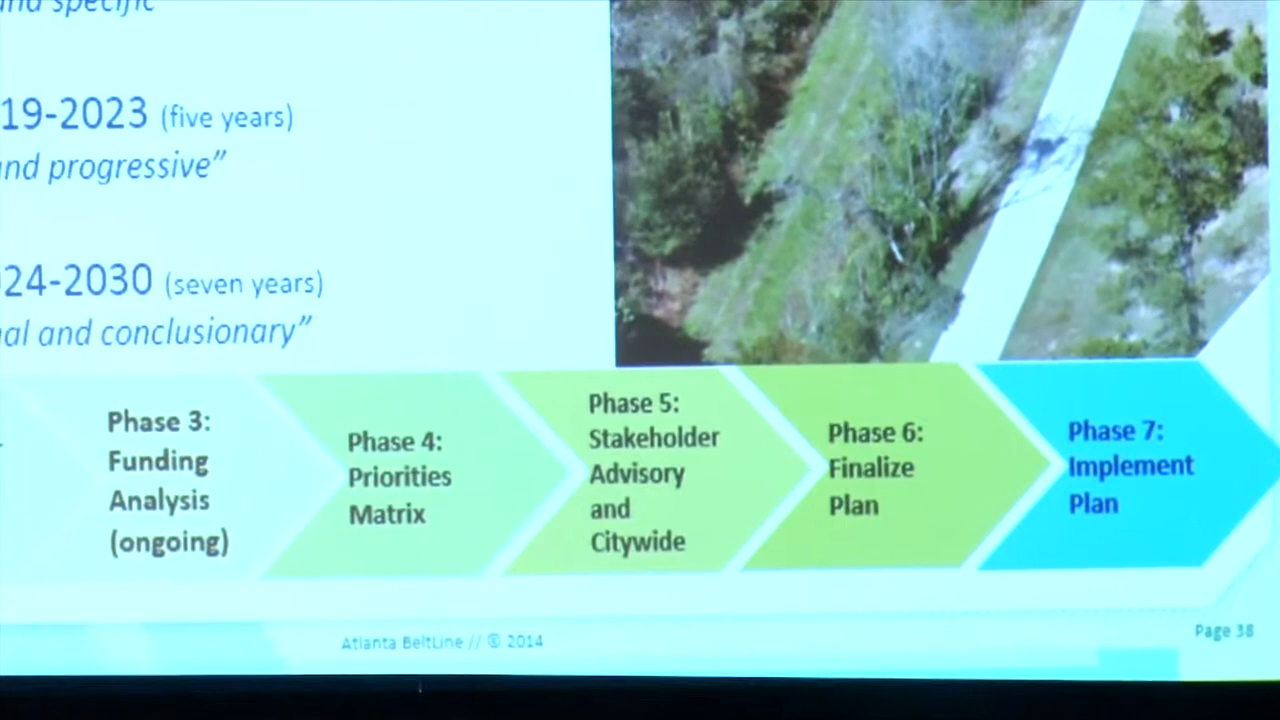 and specific
19-2023 (five years)
nd progressive”
24-2030 (seven years)
al and conclusionary”
Phase 3:
Funding
Analysis
(ongoing)
Phase 4:
Priorities
Matrix
Phase 5:
Stakeholder
Advisory
and
Citywide
Phase 6:
Finalize
Plan
Phase 7:
Implement
Plan
Atlanta BeltLine // © 2014
Page 38